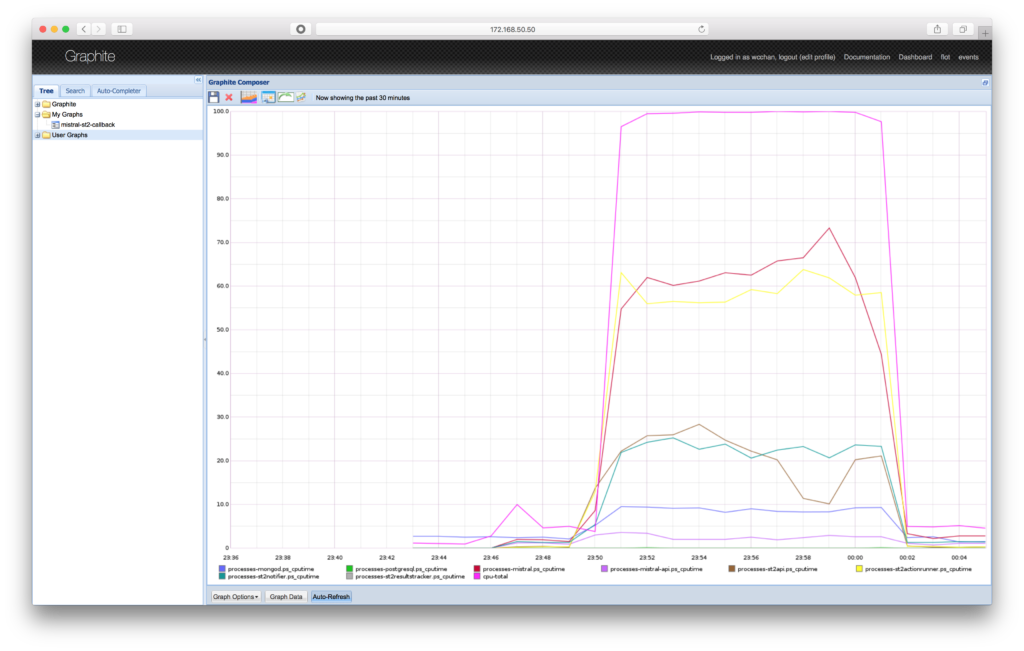 172.168.50.50
Graphite
Logged in as wcchan, logout (edit profile) Documentation Dashboard flot events
Tree Search Auto-Completer
Graphite
My Graphs
mistral-st2-callback
User Graphs
Graphite Composer
Now showing the past 30 minutes
100.0
90.0
80.0
70.0
60.0
50.0
40.0
30.0
20.0
10.0
0
23:36 23:38 23:40 23:42 23:44 23:46 23:48 23:50 23:52 23:54 23:56 23:58 00:00 00:02 00:04
processes-mongod.ps_cputime processes-postgresql.ps_cputime processes-mistral.ps_cputime processes-mistral-api.ps_cputime processes-st2api.ps_cputime processes-st2actionrunner.ps_cputime
processes-st2notifier.ps_cputime processes-st2resultstracker.ps_cputime cpu-total
Graph Options Graph Data Auto-Refresh